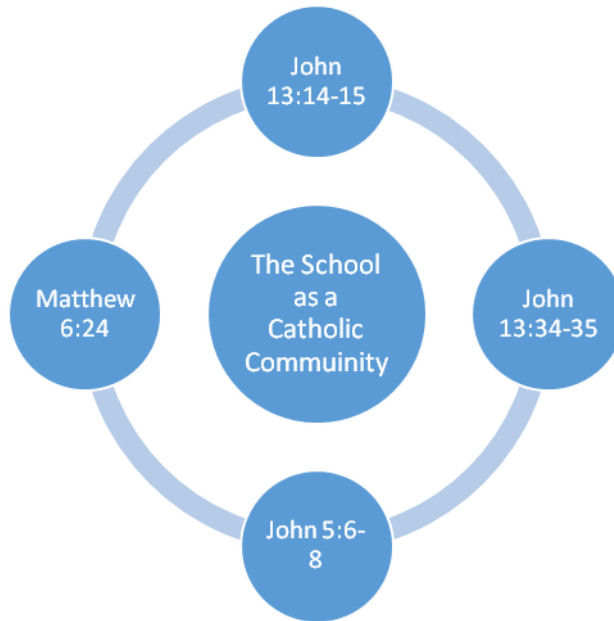 John
13:14-15
The School
as a
Catholic
Commuinity
Matthew
6:24
John
13:34-35
John 5:6-
8